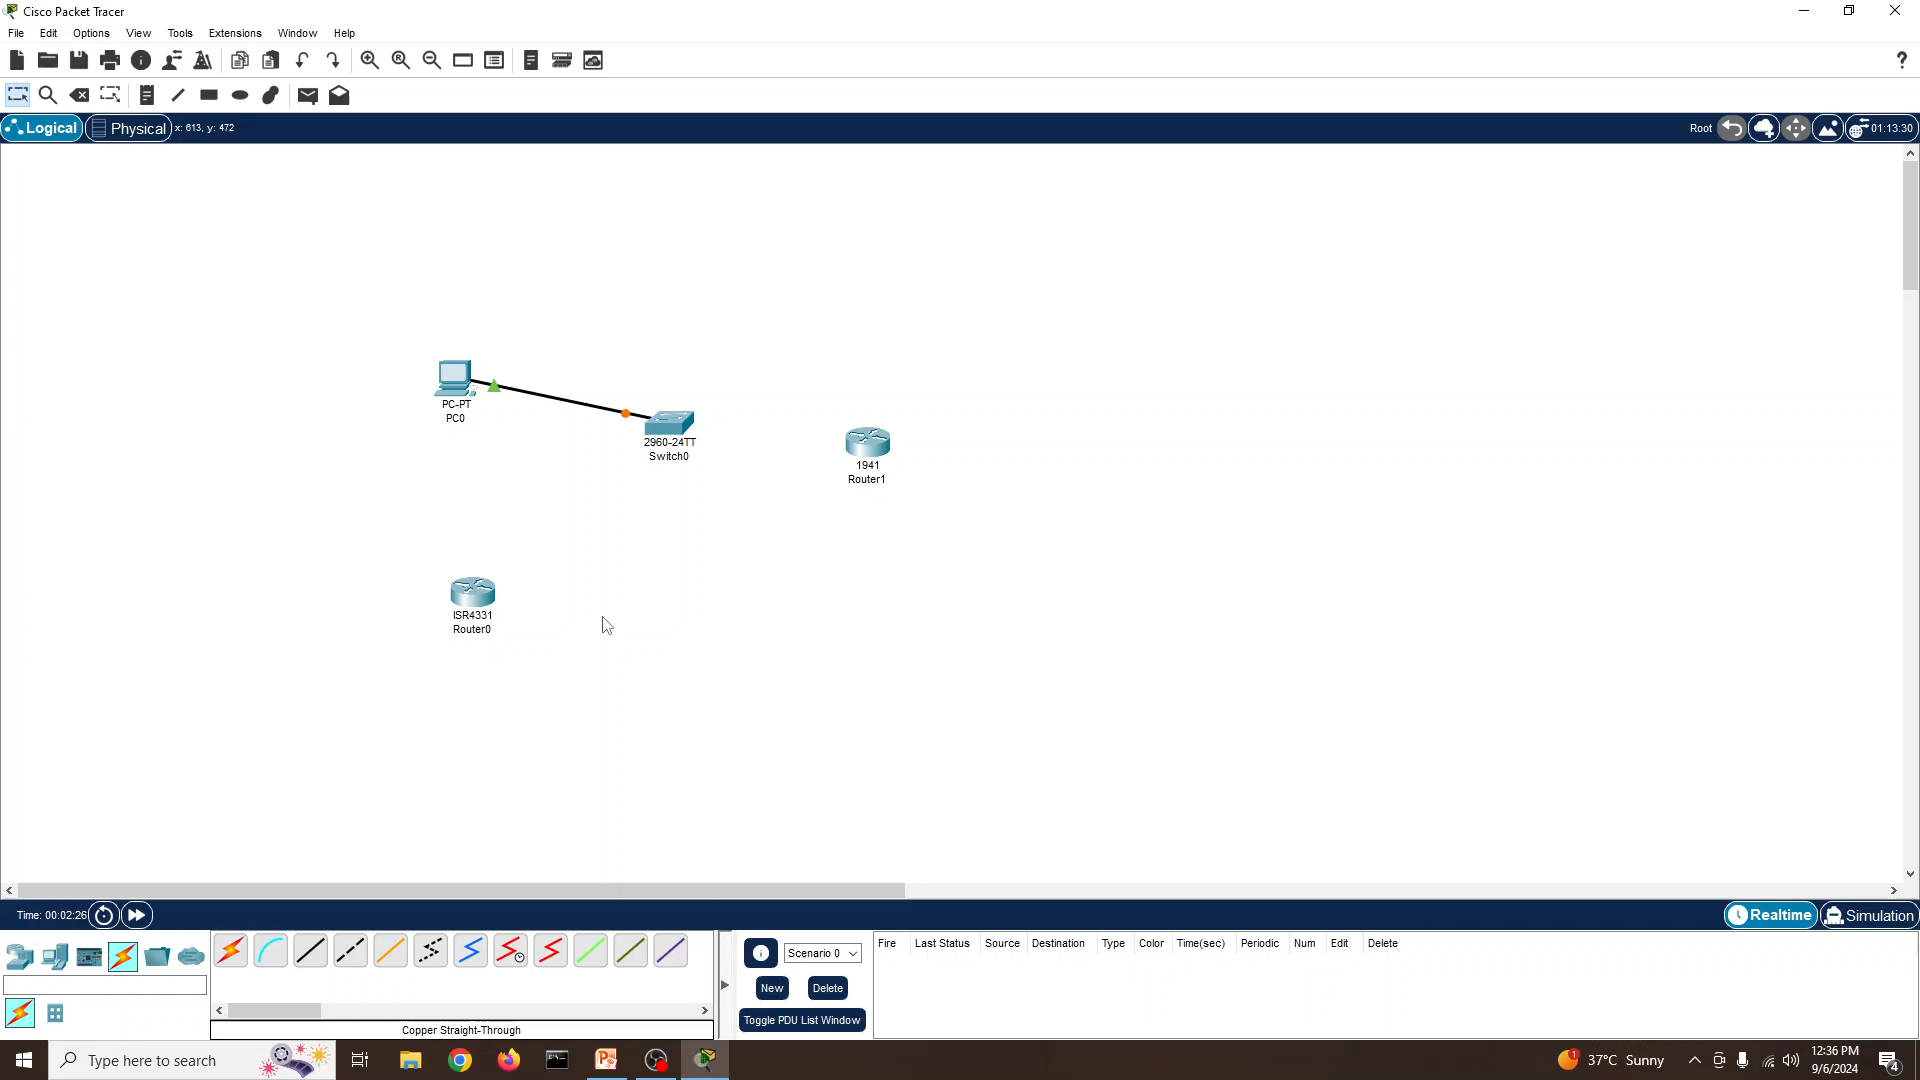 Cisco Packet Tracer
File Edit Options View Tools Extensions Window Help
Logical Physical x: 613, y: 472 Root 01:13:30
PC-PT
PC0
2960-24TT
Switch0
1941
Router1
ISR4331
Router0
Time: 00:02:26 Realtime Simulation
Scenario 0
New Delete
Toggle PDU List Window
Fire Last Status Source Destination Type Color Time(sec) Periodic Num Edit Delete
Copper Straight-Through
Type here to search
37°C Sunny
12:36 PM
9/6/2024
4